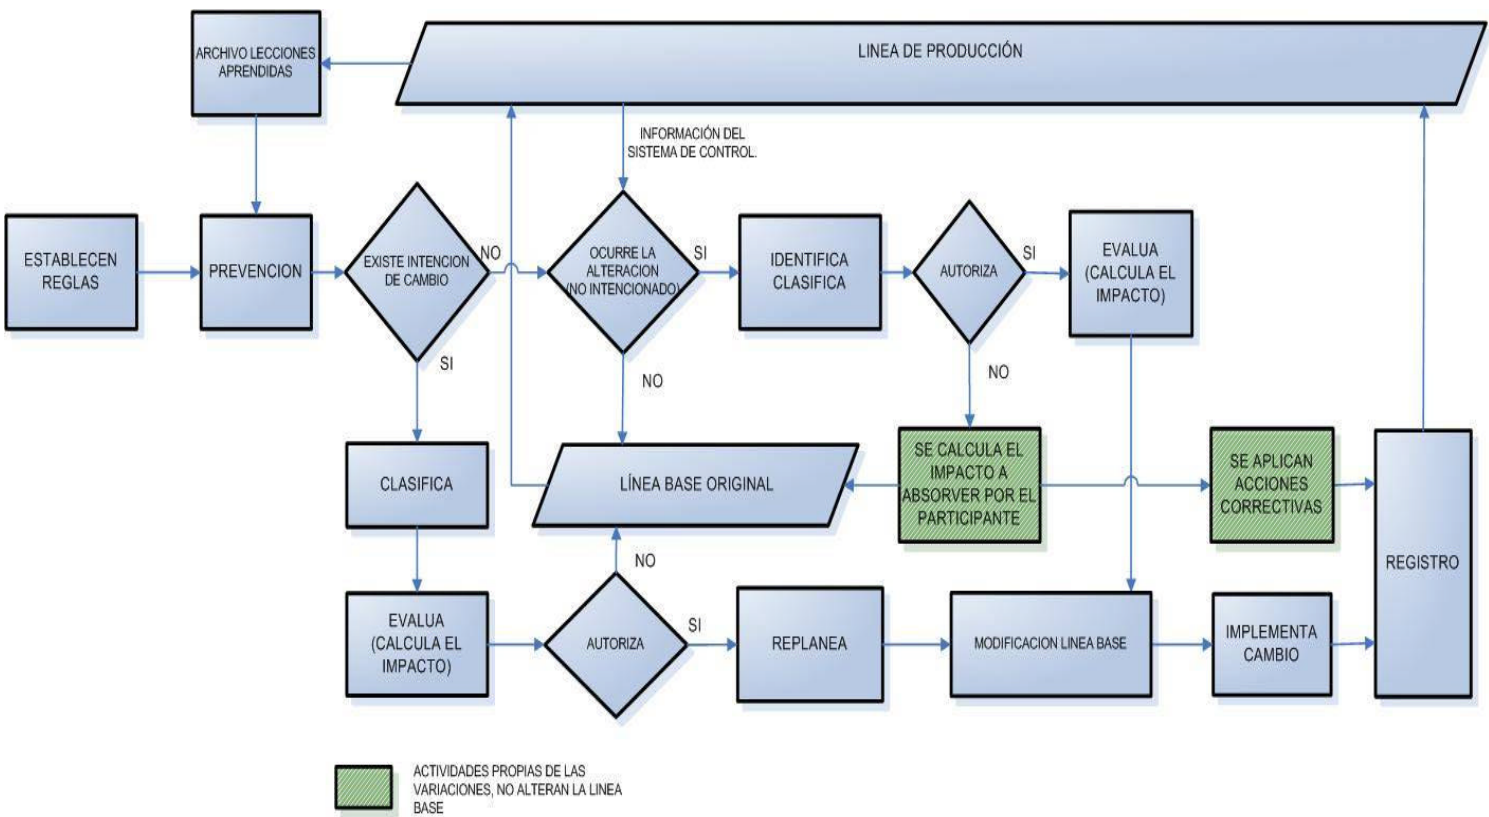 ARCHIVO LECCIONES
APRENDIDAS
LINEA DE PRODUCCIÓN
INFORMACIÓN DEL
SISTEMA DE CONTROL.
ESTABLECEN
REGLAS
PREVENCION
EXISTE INTENCION
DE CAMBIO
NO
OCURRE LA
ALTERACION
(NO INTENCIONADO)
SI
IDENTIFICA
CLASIFICA
AUTORIZA
SI
EVALUA
(CALCULA EL
IMPACTO)
SI
NO
NO
CLASIFICA
LÍNEA BASE ORIGINAL
SE CALCULA EL
IMPACTO A
ABSORVER POR EL
PARTICIPANTE
SE APLICAN
ACCIONES
CORRECTIVAS
REGISTRO
NO
EVALUA
(CALCULA EL
IMPACTO)
AUTORIZA
SI
REPLANEA
MODIFICACION LINEA BASE
IMPLEMENTA
CAMBIO
ACTIVIDADES PROPIAS DE LAS
VARIACIONES, NO ALTERAN LA LINEA
BASE